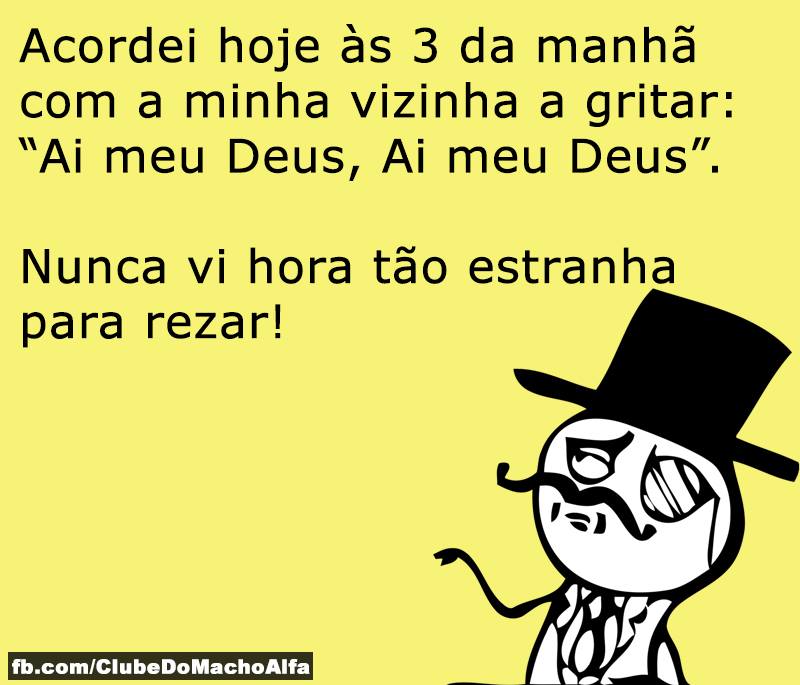 Acordei hoje às 3 da manhã
com a minha vizinha a gritar:
“Ai meu Deus, Ai meu Deus”.
Nunca vi hora tão estranha
para rezar!
fb.com/ClubeDoMachoAlfa